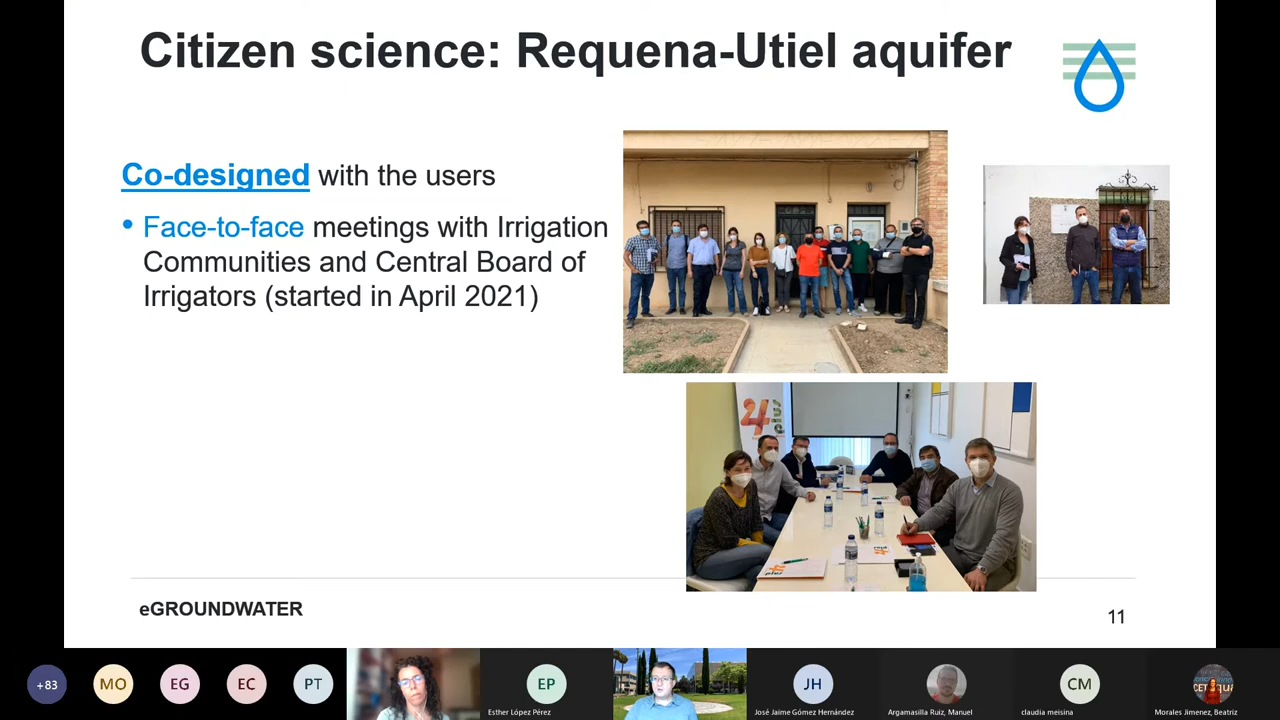 Citizen science: Requena-Utiel aquifer
Co-designed with the users
• Face-to-face meetings with Irrigation
Communities and Central Board of
Irrigators (started in April 2021)
4
plus
eGROUNDWATER
11
+83
MO
EG
EC
PT
EP
Esther López Pérez
JH
José Jaime Gómez Hernández
Argamasilla Ruiz, Manuel
CM
claudia meisina
Morales Jimenez, Beatriz